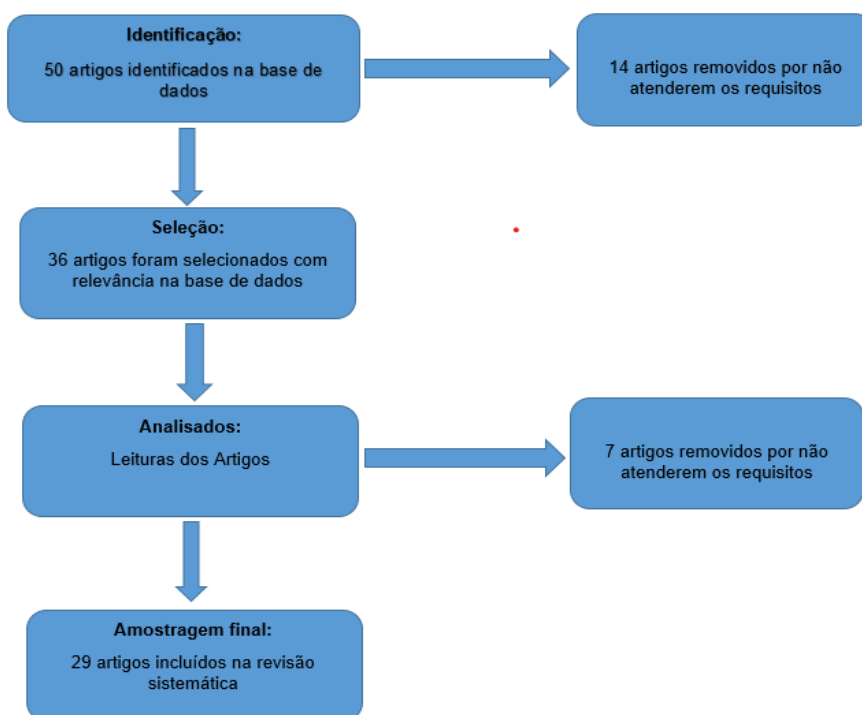 Identificação:
50 artigos identificados na base de
dados
14 artigos removidos por não
atenderem os requisitos
Seleção:
36 artigos foram selecionados com
relevância na base de dados
Analisados:
Leituras dos Artigos
7 artigos removidos por não
atenderem os requisitos
Amostragem final:
29 artigos incluídos na revisão
sistemática